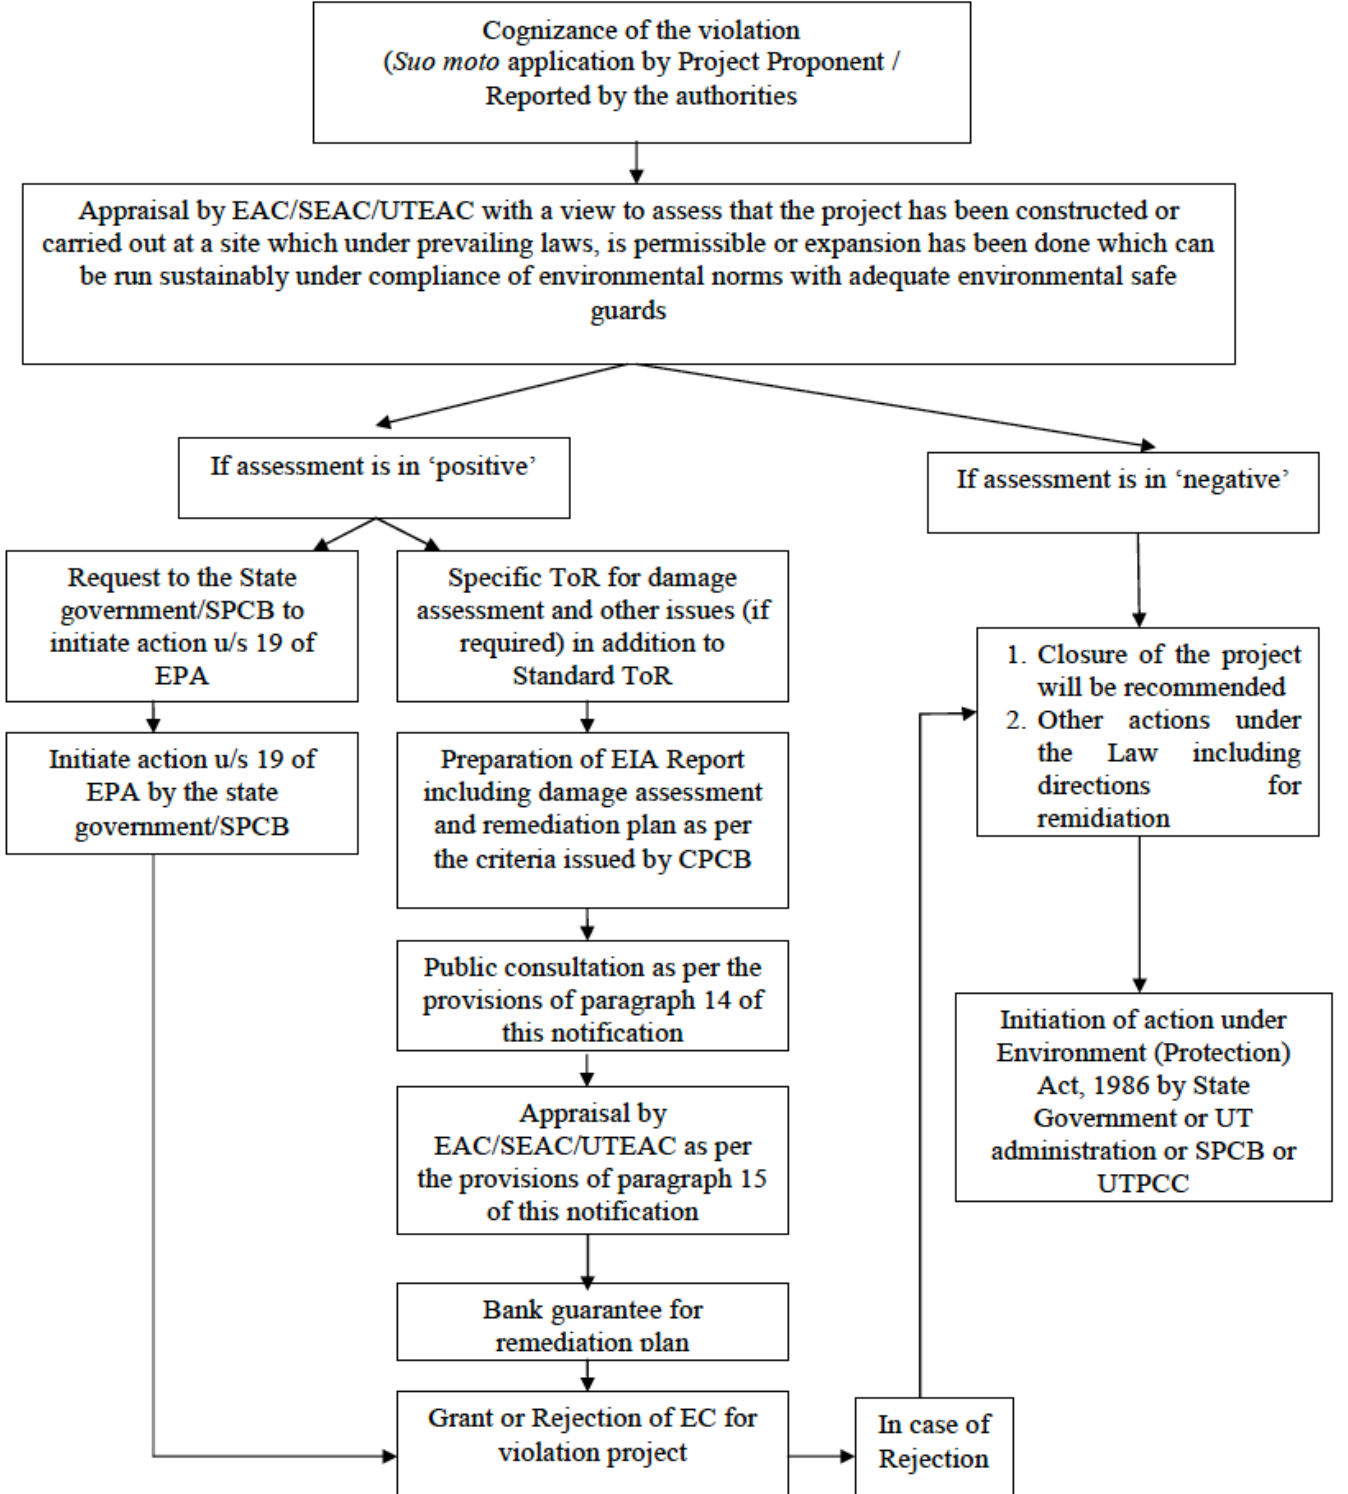 Cognizance of the violation
(Suo moto application by Project Proponent /
Reported by the authorities
Appraisal by EAC/SEAC/UTEAC with a view to assess that the project has been constructed or
carried out at a site which under prevailing laws, is permissible or expansion has been done which can
be run sustainably under compliance of environmental norms with adequate environmental safe
guards
If assessment is in ‘positive’
If assessment is in ‘negative’
Request to the State
government/SPCB to
initiate action u/s 19 of
EPA
Initiate action u/s 19 of
EPA by the state
government/SPCB
Specific ToR for damage
assessment and other issues (if
required) in addition to
Standard ToR
Preparation of EIA Report
including damage assessment
and remediation plan as per
the criteria issued by CPCB
Public consultation as per the
provisions of paragraph 14 of
this notification
Appraisal by
EAC/SEAC/UTEAC as per
the provisions of paragraph 15
of this notification
Bank guarantee for
remediation plan
Grant or Rejection of EC for
violation project
In case of
Rejection
1. Closure of the project
will be recommended
2. Other actions under
the Law including
directions for
remidiation
Initiation of action under
Environment (Protection)
Act, 1986 by State
Government or UT
administration or SPCB or
UTPCC